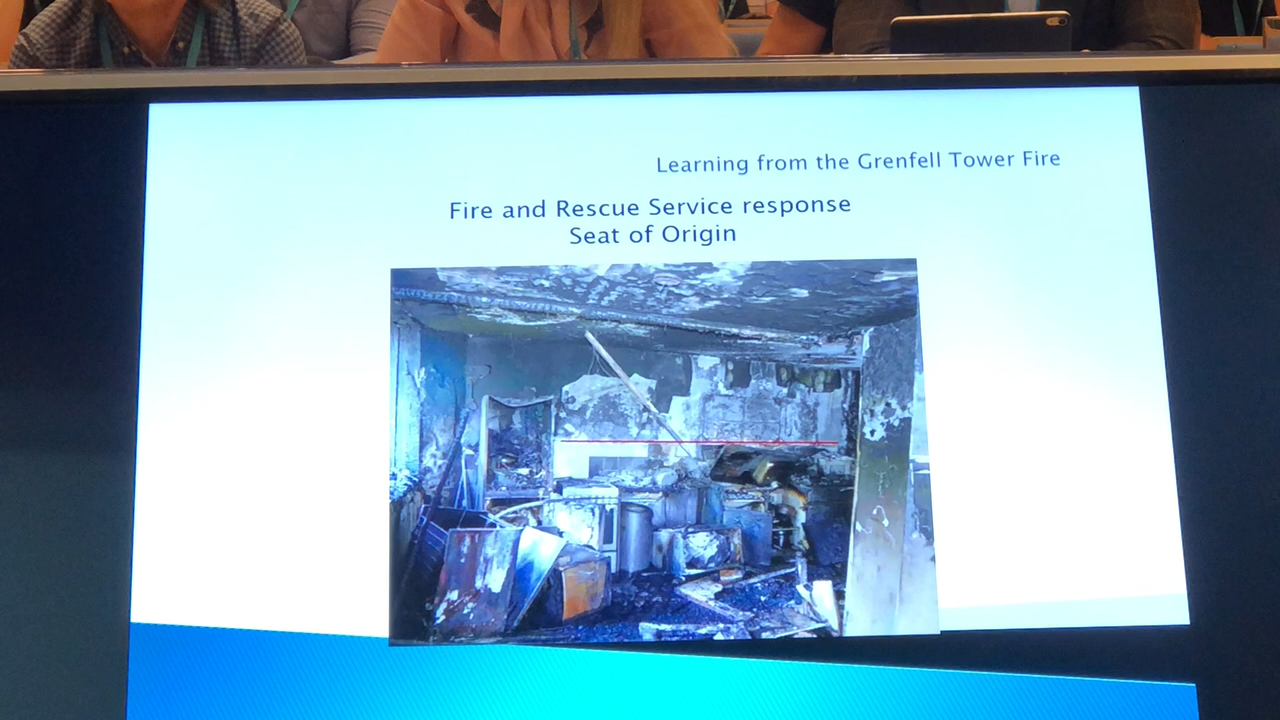 Learning from the Grenfell Tower Fire
Fire and Rescue Service response
Seat of Origin